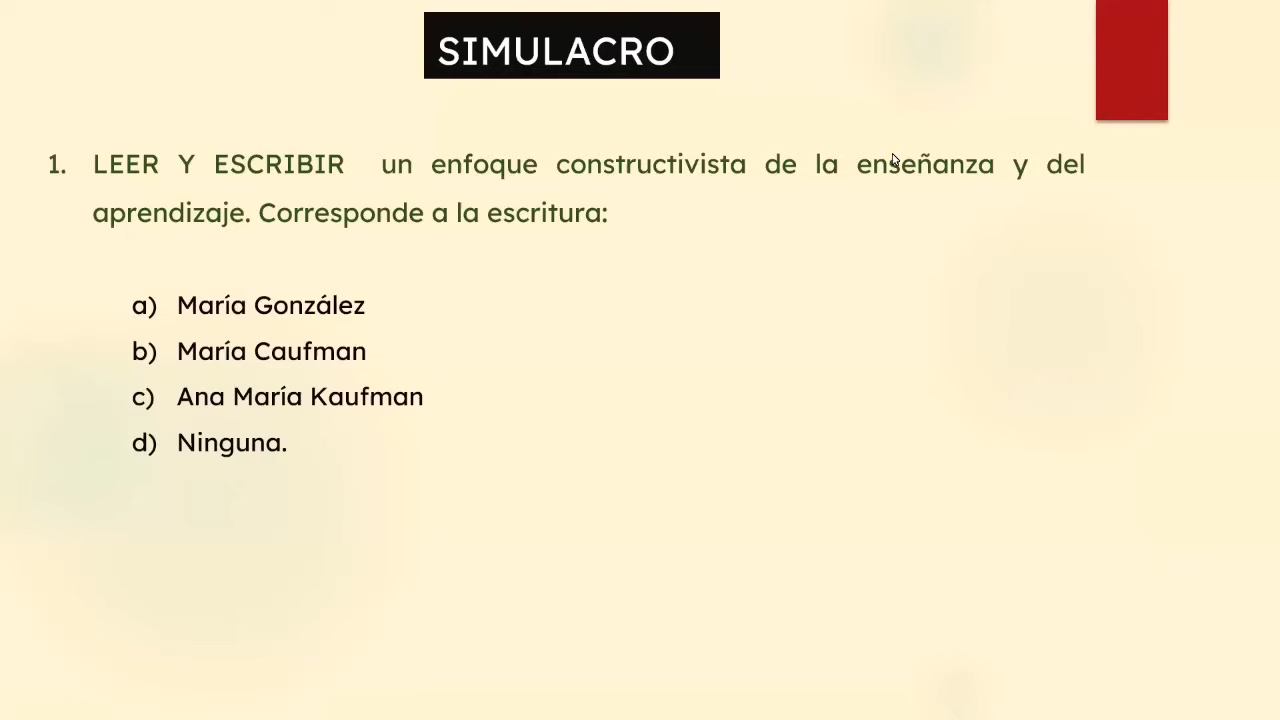 SIMULACRO
1. LEER Y ESCRIBIR un enfoque constructivista de la enseñanza y del
aprendizaje. Corresponde a la escritura:
a) María González
b) María Caufman
c) Ana María Kaufman
d) Ninguna.